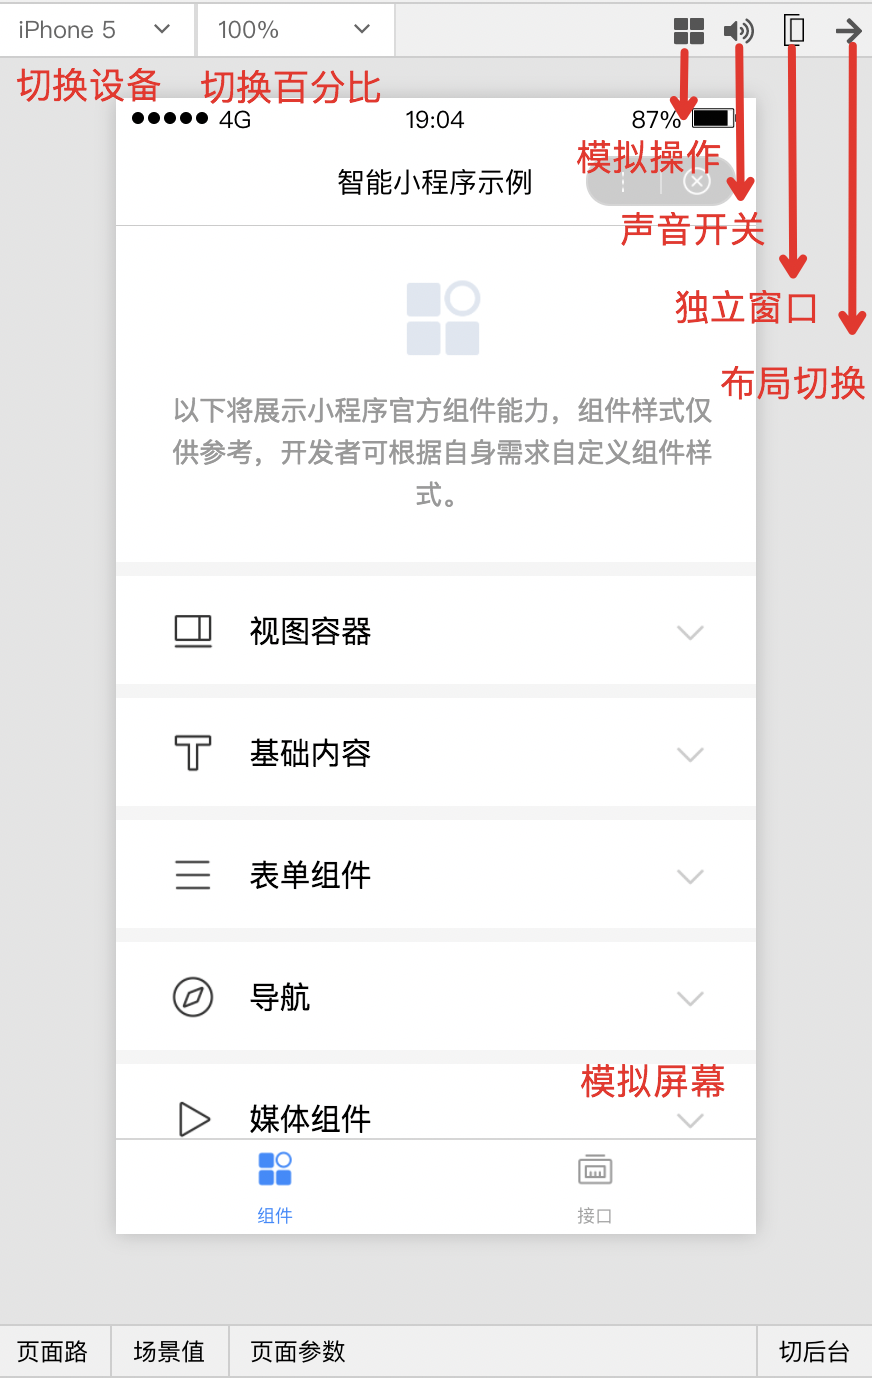 iPhone 5
100%
切换设备
切换百分比
4G
19:04
87%
模拟操作
智能小程序示例
声音开关
独立窗口
布局切换
以下将展示小程序官方组件能力，组件样式仅
供参考，开发者可根据自身需求自定义组件样
式。
视图容器
基础内容
表单组件
导航
模拟屏幕
媒体组件
组件
接口
页面路
场景值
页面参数
切后台